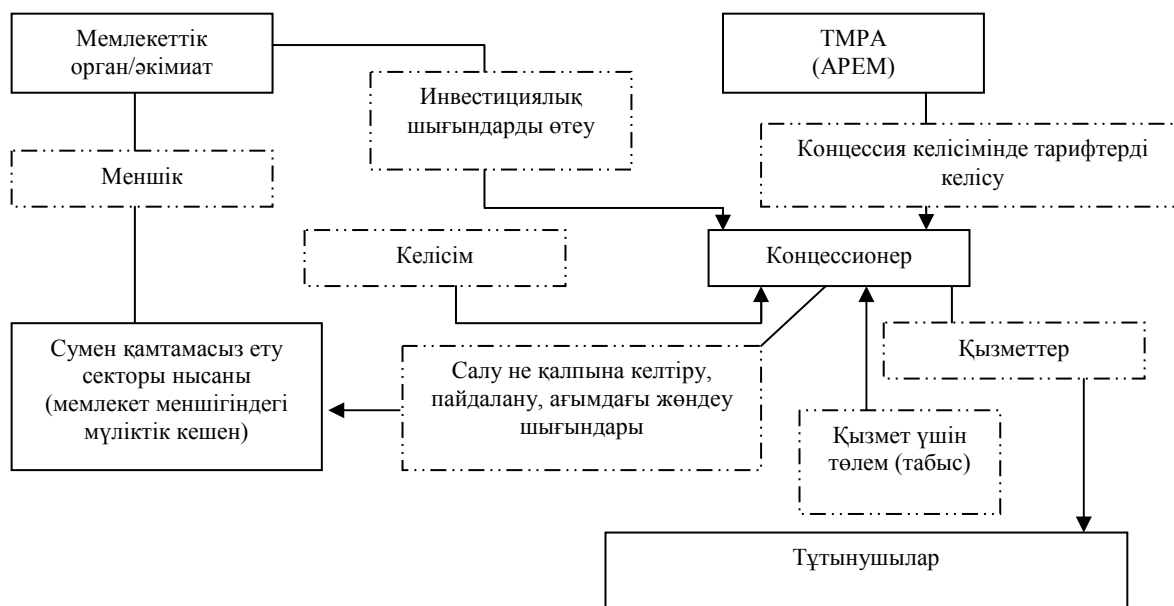 Мемлекеттік
орган/әкімиат
ТМРА
(АРЕМ)
Инвестициялық
шығындарды өтеу
Концессия келісімінде тарифтерді
келісу
Меншік
Келісім
Концессионер
Сумен қамтамасыз ету
секторы нысаны
(мемлекет меншігіндегі
мүліктік кешен)
Салу не қалпына келтіру,
пайдалану, ағымдағы жөндеу
шығындары
Қызметтер
Қызмет үшін
төлем (табыс)
Тұтынушылар